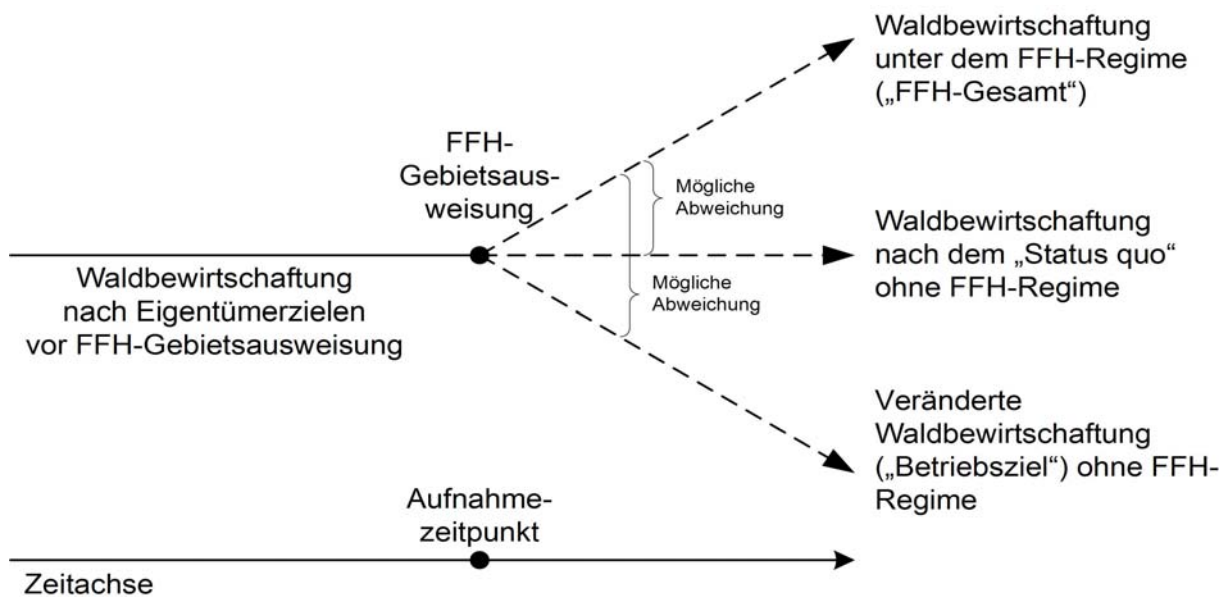 Waldbewirtschaftung
unter dem FFH-Regime
(„FFH-Gesamt“)
FFH-
Gebietsaus-
weisung
Mögliche
Abweichung
Waldbewirtschaftung
nach dem „Status quo“
ohne FFH-Regime
Waldbewirtschaftung
nach Eigentümerzielen
vor FFH-Gebietsausweisung
Mögliche
Abweichung
Veränderte
Waldbewirtschaftung
(„Betriebsziel“) ohne FFH-
Regime
Aufnahme-
zeitpunkt
Zeitachse